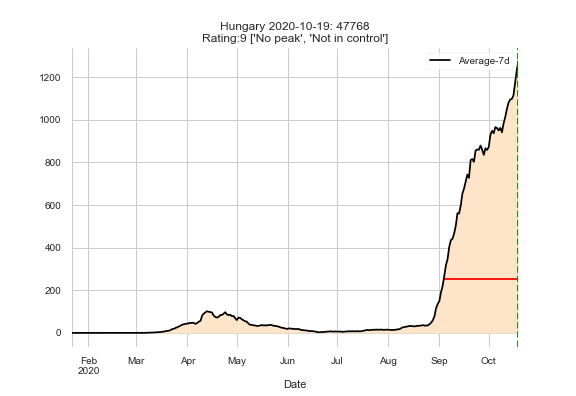 Hungary 2020-10-19: 47768
Rating:9 ['No peak', 'Not in control']
Average-7d
1200
1000
800
600
400
200
0
Feb Mar Apr May Jun Jul Aug Sep Oct
2020
Date